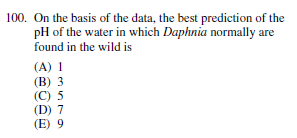 100. On the basis of the data, the best prediction of the
pH of the water in which Daphnia normally are
found in the wild is
(A) 1
(B) 3
(C) 5
(D) 7
(E) 9